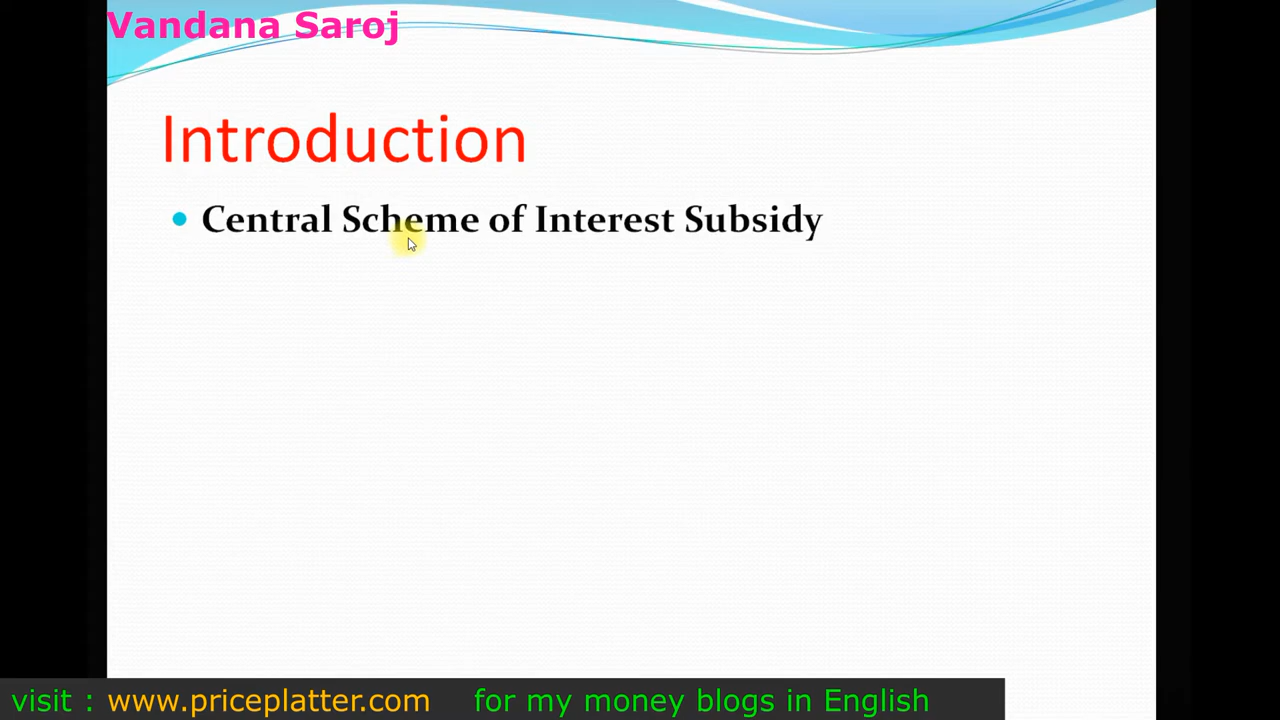 Vandana Saroj
Introduction
Central Scheme of Interest Subsidy
visit : www.priceplatter.com for my money blogs in English